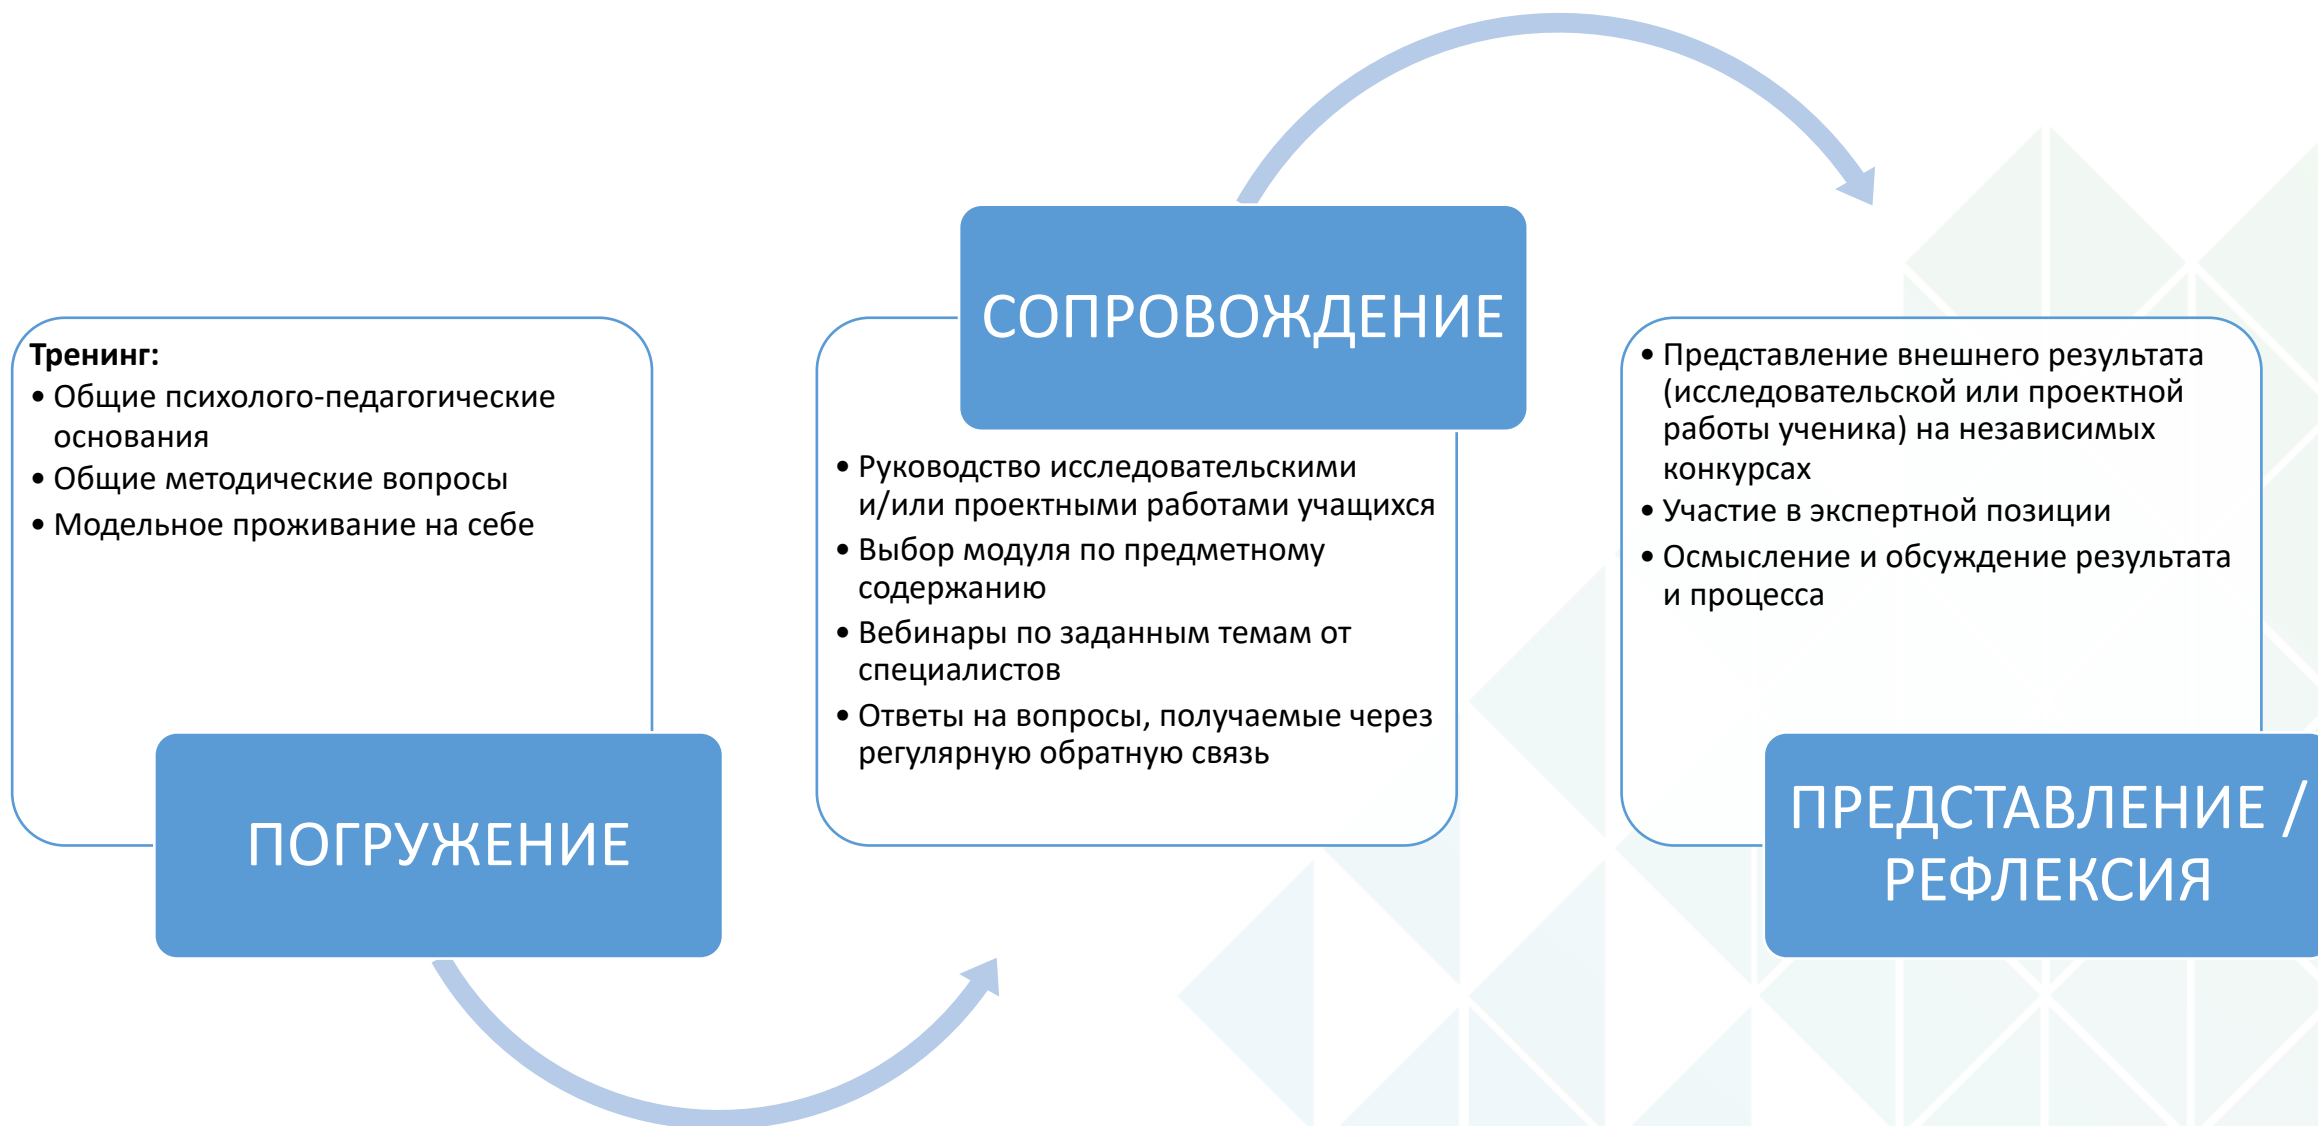 Тренинг:
• Общие психолого-педагогические
основания
• Общие методические вопросы
• Модельное проживание на себе
ПОГРУЖЕНИЕ
СОПРОВОЖДЕНИЕ
• Руководство исследовательскими
и/или проектными работами учащихся
• Выбор модуля по предметному
содержанию
• Вебинары по заданным темам от
специалистов
• Ответы на вопросы, получаемые через
регулярную обратную связь
• Представление внешнего результата
(исследовательской или проектной
работы ученика) на независимых
конкурсах
• Участие в экспертной позиции
• Осмысление и обсуждение результата
и процесса
ПРЕДСТАВЛЕНИЕ /
РЕФЛЕКСИЯ